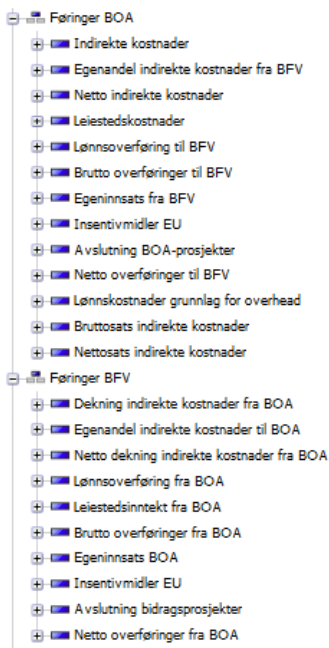 Føringer BOA
Indirekte kostnader
Egenandel indirekte kostnader fra BFV
Netto indirekte kostnader
Leiestedskostnader
Lønnsoverføring til BFV
Brutto overføringer til BFV
Egeninnsats fra BFV
Insentivmidler EU
Avslutning BOA-prosjekter
Netto overføringer til BFV
Lønnskostnader grunnlag for overhead
Bruttosats indirekte kostnader
Nettosats indirekte kostnader
Føringer BFV
Dekning indirekte kostnader fra BOA
Egenandel indirekte kostnader til BOA
Netto dekning indirekte kostnader fra BOA
Lønnsoverføring fra BOA
Leiestedsinntekt fra BOA
Brutto overføringer fra BOA
Egeninnsats BOA
Insentivmidler EU
Avslutning bidragsprosjekter
Netto overføringer fra BOA